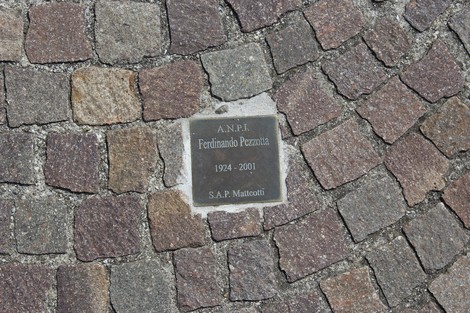 A.N.P.I.
Ferdinando Pezzotta
1924 - 2001
S.A.P. Matteotti